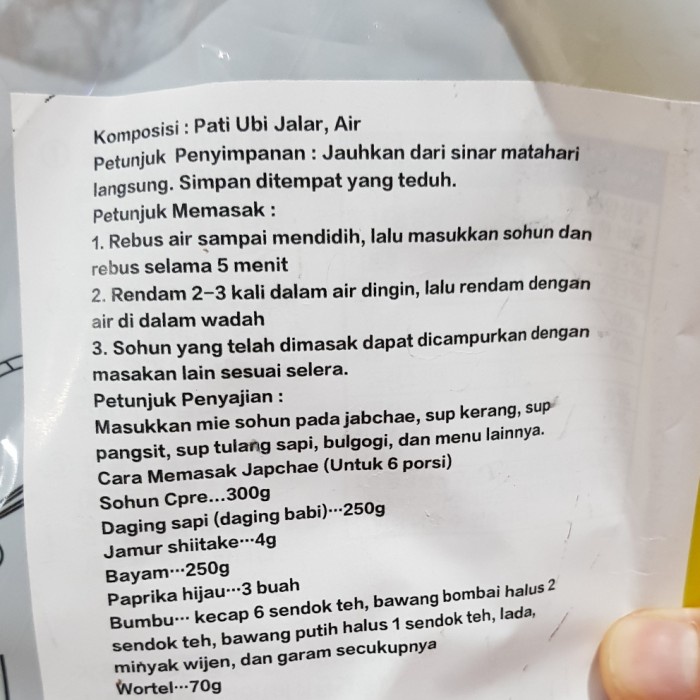 Komposisi : Pati Ubi Jalar, Air
Petunjuk Penyimpanan : Jauhkan dari sinar matahari
langsung. Simpan ditempat yang teduh.
Petunjuk Memasak :
1. Rebus air sampai mendidih, lalu masukkan sohun dan
rebus selama 5 menit
2. Rendam 2-3 kali dalam air dingin, lalu rendam dengan
air di dalam wadah
3. Sohun yang telah dimasak dapat dicampurkan dengan
masakan lain sesuai selera.
Petunjuk Penyajian :
Masukkan mie sohun pada jabchae, sup kerang, sup
pangsit, sup tulang sapi, bulgogi, dan menu lainnya.
Cara Memasak Japchae (Untuk 6 porsi)
Sohun Cpre...300g
Daging sapi (daging babi)···250g
Jamur shiitake···4g
Bayam···250g
Paprika hijau···3 buah
Bumbu··· kecap 6 sendok teh, bawang bombai halus 2
sendok teh, bawang putih halus 1 sendok teh, lada,
minyak wijen, dan garam secukupnya
Wortel···70g